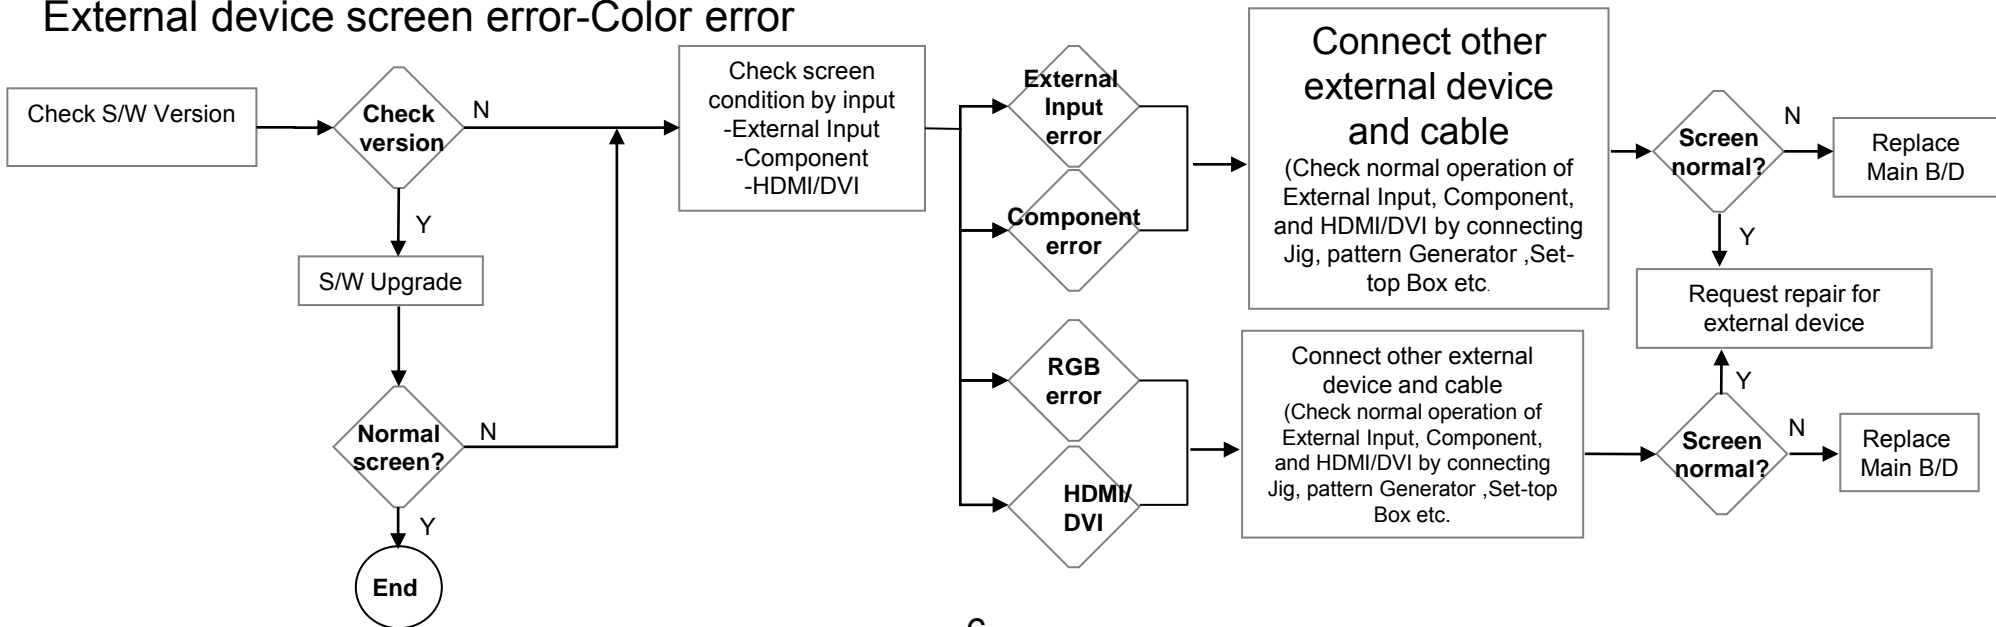 External device screen error-Color error
Check S/W Version
Check
version
N
Y
S/W Upgrade
Normal
screen?
N
Y
End
Check screen
condition by input
-External Input
-Component
-HDMI/DVI
External
Input
error
Component
error
RGB
error
HDMI/
DVI
Connect other
external device
and cable
(Check normal operation of
External Input, Component,
and HDMI/DVI by connecting
Jig, pattern Generator ,Set-
top Box etc.
Connect other external
device and cable
(Check normal operation of
External Input, Component,
and HDMI/DVI by connecting
Jig, pattern Generator ,Set-top
Box etc.
Screen
normal?
N
Replace
Main B/D
Y
Request repair for
external device
Y
Screen
normal?
N
Replace
Main B/D